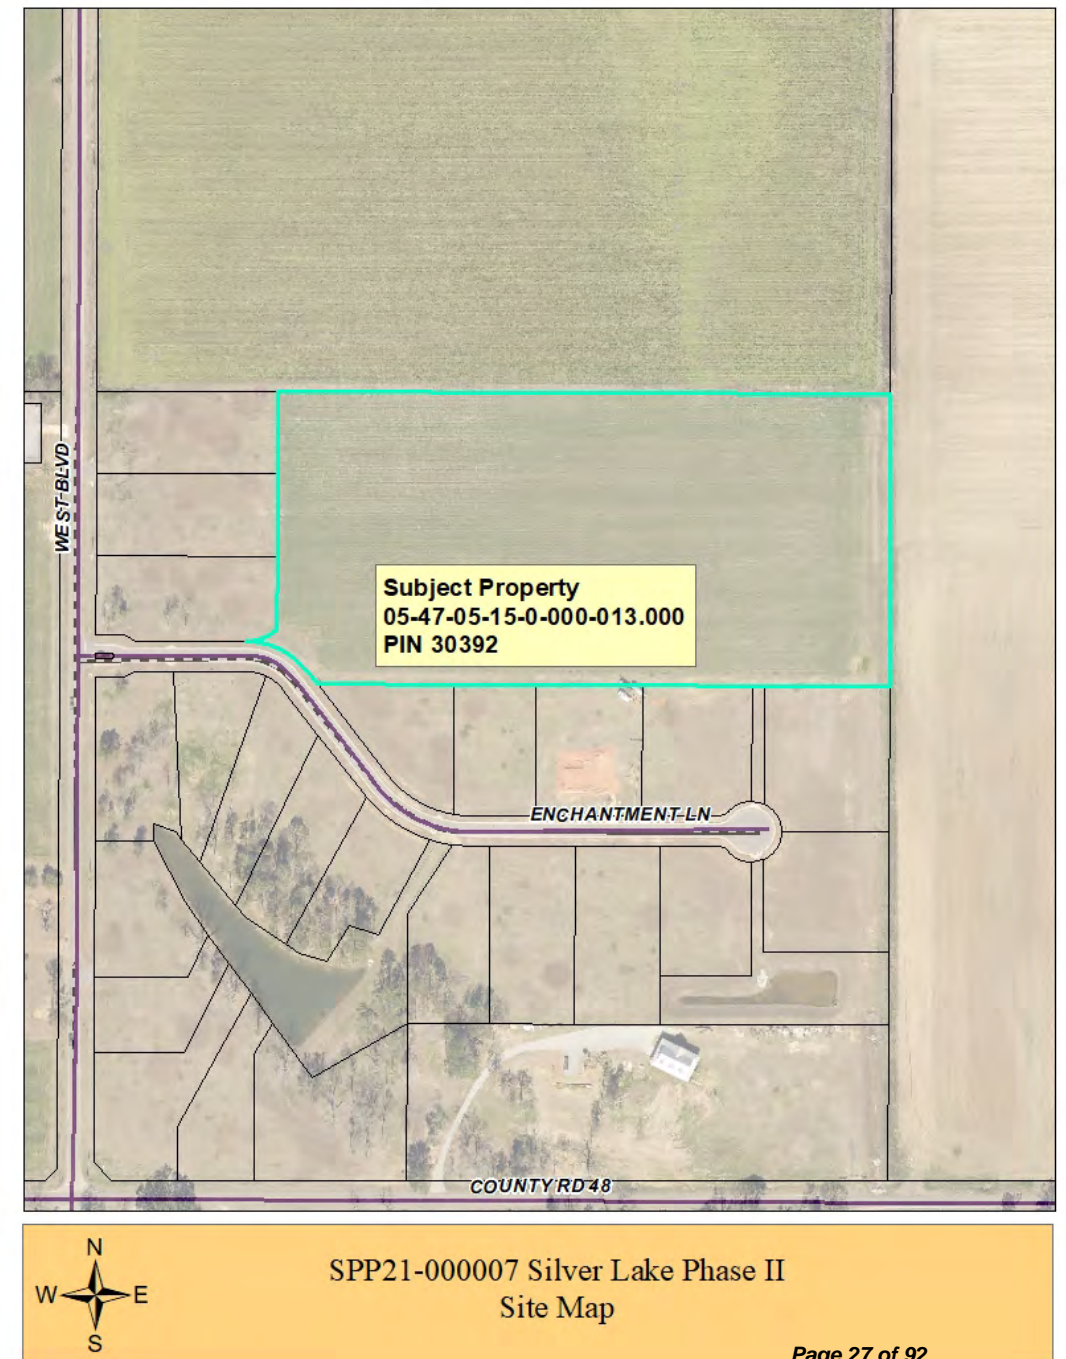 WEST BLVD
Subject Property
05-47-05-15-0-000-013.000
PIN 30392
ENCHANTMENT LN
COUNTY RD 48
N
W E
S
SPP21-000007 Silver Lake Phase II
Site Map
Page 27 of 92